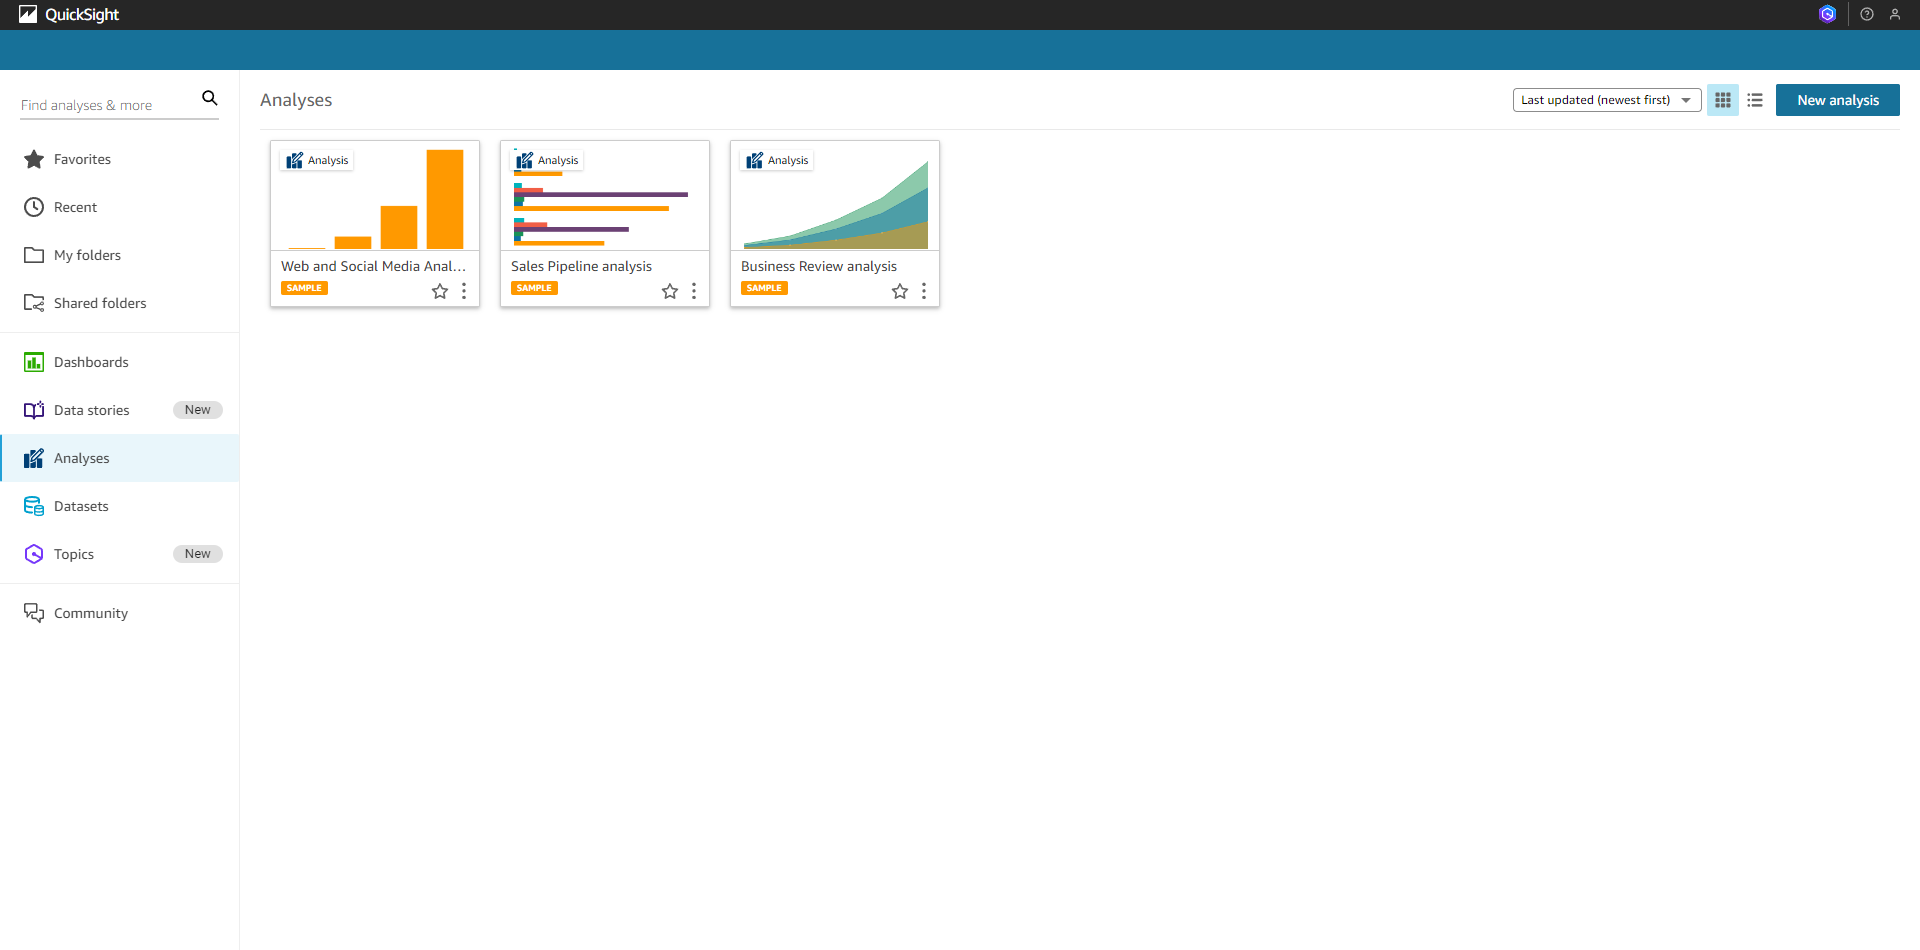 QuickSight
Find analyses & more
Favorites
Recent
My folders
Shared folders
Dashboards
Data stories New
Analyses
Datasets
Topics New
Community
Analyses
Last updated (newest first)
New analysis
Analysis
Web and Social Media Anal...
SAMPLE
Analysis
Sales Pipeline analysis
SAMPLE
Analysis
Business Review analysis
SAMPLE